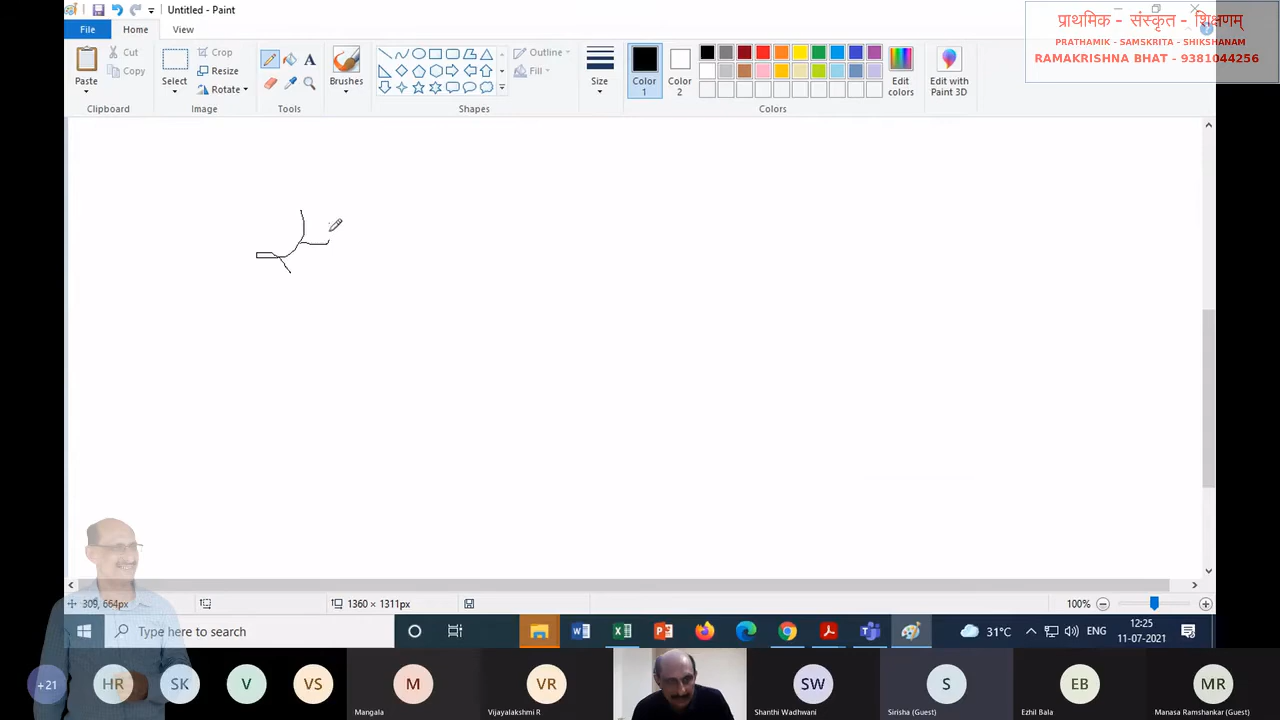 Untitled - Paint
प्राथमिक - संस्कृत - शिक्षणम्
PRATHAMIK - SAMSKRITA - SHIKSHANAM
RAMAKRISHNA BHAT - 9381044256
File Home View
Paste Cut Copy Select Crop Resize Rotate Brushes Outline Fill Size Color 1 Color 2 Edit colors Edit with Paint 3D
Clipboard Image Tools Shapes Colors
309, 664px 1360 × 1311px 100%
Type here to search 31°C ENG 12:25 11-07-2021
+21 HR SK V VS M VR SW S EB MR
Mangala Vijayalakshmi R Shanthi Wadhwani Sirisha (Guest) Ezhil Bala Manasa Ramshankar (Guest)